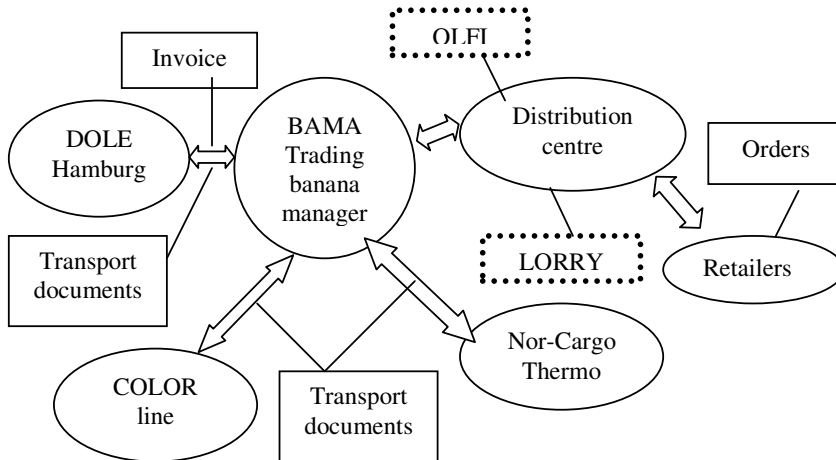 Invoice
DOLE
Hamburg
BAMA
Trading
banana
manager
Distribution
centre
Orders
Transport
documents
LORRY
Retailers
Nor-Cargo
Thermo
COLOR
line
Transport
documents